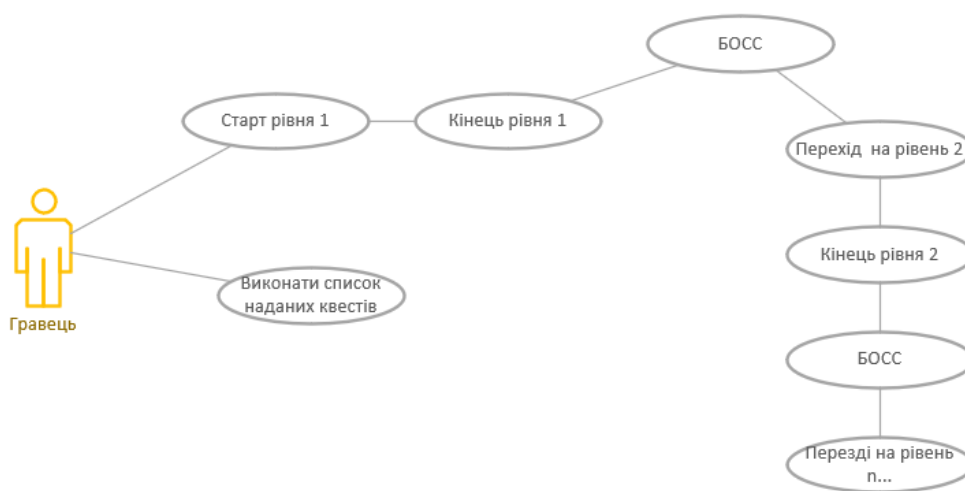 БОСС
Старт рівня 1
Кінець рівня 1
Перехід на рівень 2
Кінець рівня 2
Виконати список
наданих квестів
Гравець
БОСС
Перезді на рівень
n...